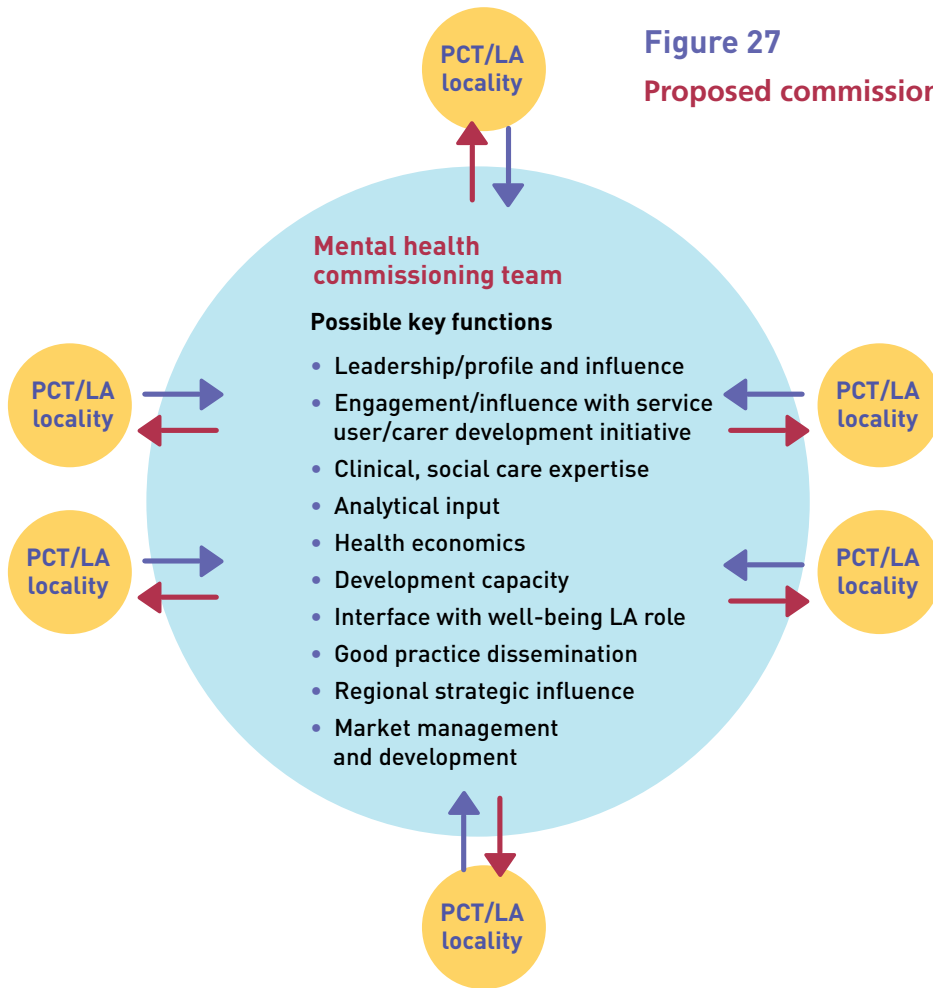 Figure 27
Proposed commission
PCT/LA
locality
Mental health
commissioning team
Possible key functions
• Leadership/profile and influence
• Engagement/influence with service
user/carer development initiative
• Clinical, social care expertise
• Analytical input
• Health economics
• Development capacity
• Interface with well-being LA role
• Good practice dissemination
• Regional strategic influence
• Market management
and development
PCT/LA
locality
PCT/LA
locality
PCT/LA
locality
PCT/LA
locality
PCT/LA
locality